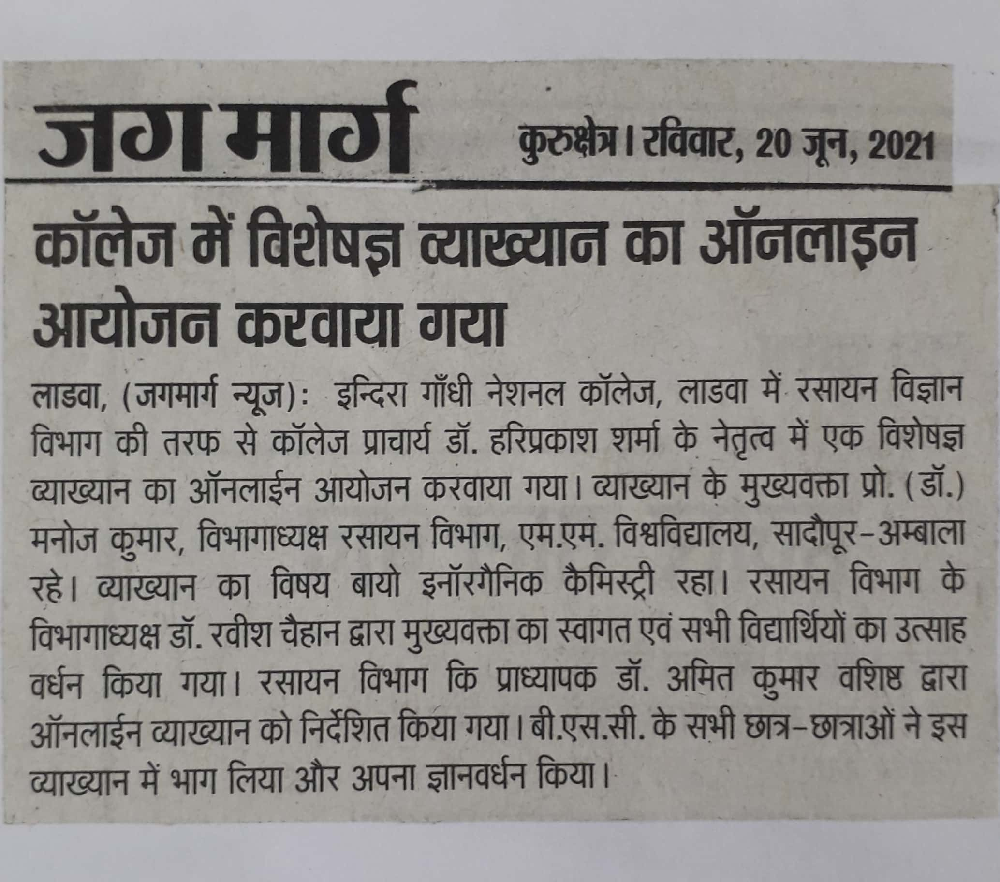 जग मार्ग
कुरुक्षेत्र। रविवार, 20 जून, 2021
कॉलेज में विशेषज्ञ व्याख्यान का ऑनलाइन
आयोजन करवाया गया
लाडवा, (जगमार्ग न्यूज): इन्दिरा गाँधी नेशनल कॉलेज, लाडवा में रसायन विज्ञान
विभाग की तरफ से कॉलेज प्राचार्य डॉ. हरिप्रकाश शर्मा के नेतृत्व में एक विशेषज्ञ
व्याख्यान का ऑनलाईन आयोजन करवाया गया। व्याख्यान के मुख्यवक्ता प्रो. (डॉ.)
मनोज कुमार, विभागाध्यक्ष रसायन विभाग, एम.एम. विश्वविद्यालय, सादौपूर-अम्बाला
रहे। व्याख्यान का विषय बायो इनॉरगैनिक कैमिस्ट्री रहा। रसायन विभाग के
विभागाध्यक्ष डॉ. रवीश चैहान द्वारा मुख्यवक्ता का स्वागत एवं सभी विद्यार्थियों का उत्साह
वर्धन किया गया। रसायन विभाग कि प्राध्यापक डॉ. अमित कुमार वशिष्ठ द्वारा
ऑनलाईन व्याख्यान को निर्देशित किया गया। बी.एस.सी. के सभी छात्र-छात्राओं ने इस
व्याख्यान में भाग लिया और अपना ज्ञानवर्धन किया।